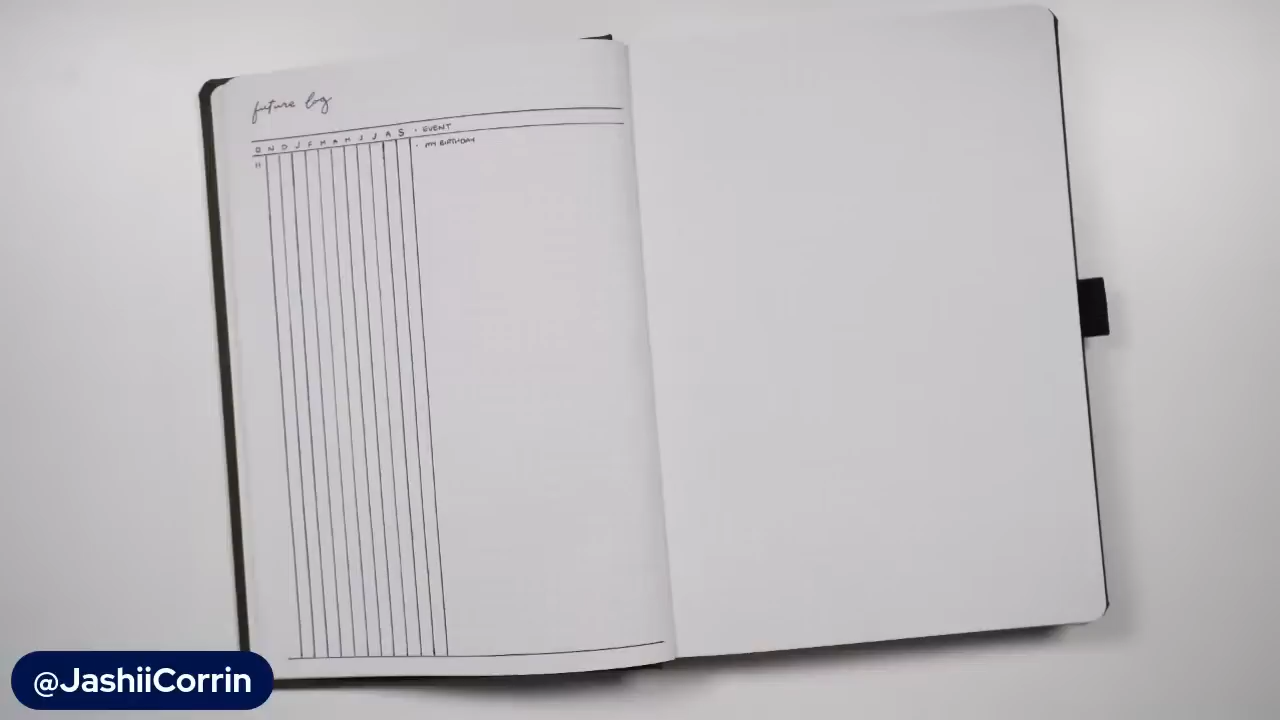 future log
O N D J F M A M J J A S · EVENT
· MY BIRTHDAY
@JashiiCorrin